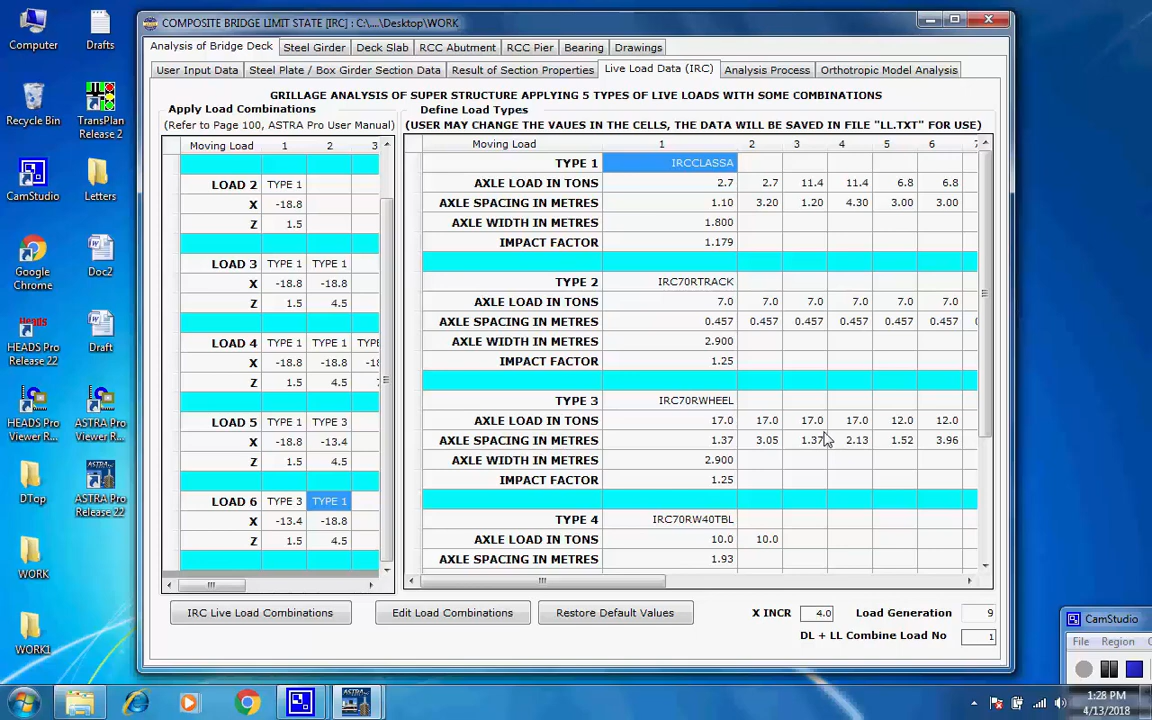 COMPOSITE BRIDGE LIMIT STATE [IRC] : C:\....\Desktop\WORK
Analysis of Bridge Deck Steel Girder Deck Slab RCC Abutment RCC Pier Bearing Drawings
User Input Data Steel Plate / Box Girder Section Data Result of Section Properties Live Load Data (IRC) Analysis Process Orthotropic Model Analysis
GRILLAGE ANALYSIS OF SUPER STRUCTURE APPLYING 5 TYPES OF LIVE LOADS WITH SOME COMBINATIONS
Apply Load Combinations
(Refer to Page 100, ASTRA Pro User Manual)
Moving Load 1 2 3
LOAD 2 TYPE 1
X -18.8
Z 1.5
LOAD 3 TYPE 1 TYPE 1
X -18.8 -18.8
Z 1.5 4.5
LOAD 4 TYPE 1 TYPE 1 TYPE
X -18.8 -18.8 -18
Z 1.5 4.5
LOAD 5 TYPE 1 TYPE 3
X -18.8 -13.4
Z 1.5 4.5
LOAD 6 TYPE 3 TYPE 1
X -13.4 -18.8
Z 1.5 4.5
Define Load Types
(USER MAY CHANGE THE VAUES IN THE CELLS, THE DATA WILL BE SAVED IN FILE "LL.TXT" FOR USE)
Moving Load 1 2 3 4 5 6 7
TYPE 1 IRCCLASSA
AXLE LOAD IN TONS 2.7 2.7 11.4 11.4 6.8 6.8
AXLE SPACING IN METRES 1.10 3.20 1.20 4.30 3.00 3.00
AXLE WIDTH IN METRES 1.800
IMPACT FACTOR 1.179
TYPE 2 IRC70RTRACK
AXLE LOAD IN TONS 7.0 7.0 7.0 7.0 7.0 7.0
AXLE SPACING IN METRES 0.457 0.457 0.457 0.457 0.457 0.457 0
AXLE WIDTH IN METRES 2.900
IMPACT FACTOR 1.25
TYPE 3 IRC70RWHEEL
AXLE LOAD IN TONS 17.0 17.0 17.0 17.0 12.0 12.0
AXLE SPACING IN METRES 1.37 3.05 1.37 2.13 1.52 3.96
AXLE WIDTH IN METRES 2.900
IMPACT FACTOR 1.25
TYPE 4 IRC70RW40TBL
AXLE LOAD IN TONS 10.0 10.0
AXLE SPACING IN METRES 1.93
IRC Live Load Combinations Edit Load Combinations Restore Default Values X INCR 4.0 Load Generation 9
DL + LL Combine Load No 1
Computer Drafts
Recycle Bin TransPlan
Release 2
CamStudio Letters
Google
Chrome Doc2
Heads
HEADS Pro
Release 22 Draft
HEADS Pro
Viewer R... ASTRA Pro
Viewer R...
DTop ASTRA Pro
Release 22
WORK
WORK1
CamStudio
File Region
1:28 PM
4/13/2018